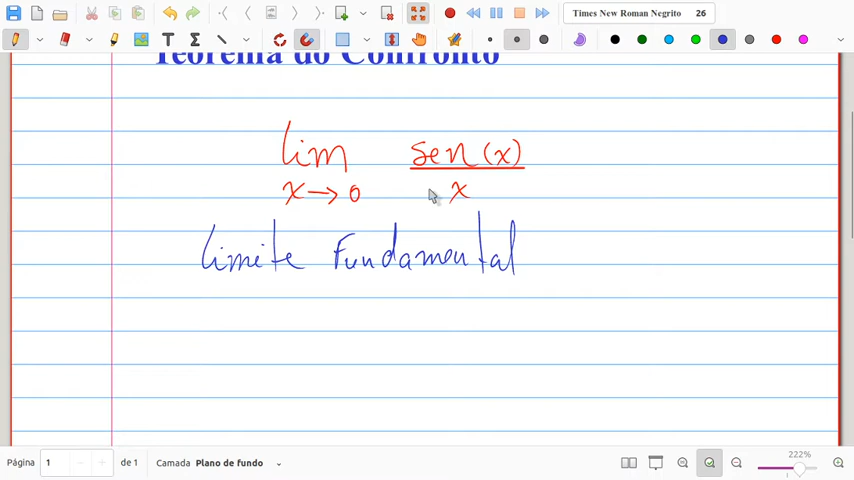 Times New Roman Negrito 26
Teorema do Confronto
lim sen(x)
x→0 x
limite Fundamental
Página 1 de 1 Camada Plano de fundo 222%